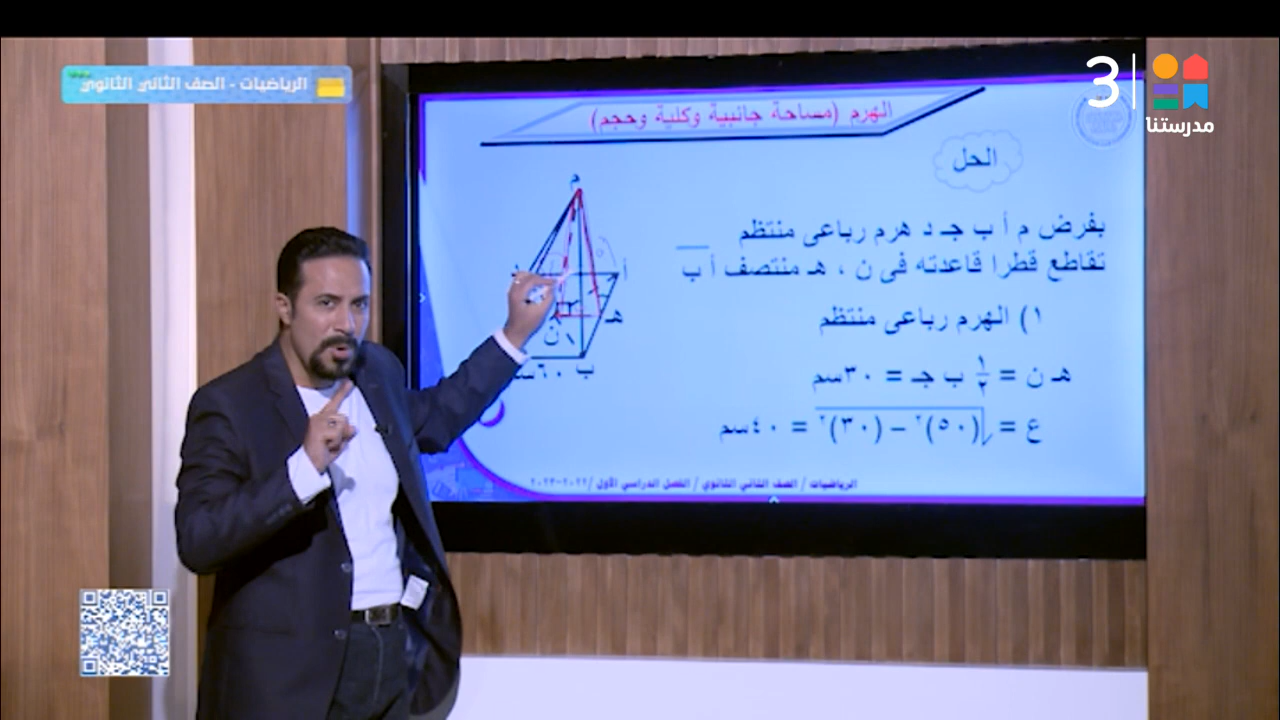 3
مدرستنا
الرياضيات - الصف الثاني الثانوي
الهرم (مساحة جانبية وكلية وحجم)
الحل
بفرض م أ ب جـ د هرم رباعى منتظم
تقاطع قطرا قاعدته فى ن ، هـ منتصف أ ب
١) الهرم رباعى منتظم
هـ ن = ١/٢ ب جـ = ٣٠سم
ع = √(٥٠)٢ – (٣٠)٢ = ٤٠سم
م
د
أ
هـ
ن
ب
٦٠س
الرياضيات / الصف الثاني الثانوي / الفصل الدراسي الأول /٢٠٢٢-٢٠٢٣